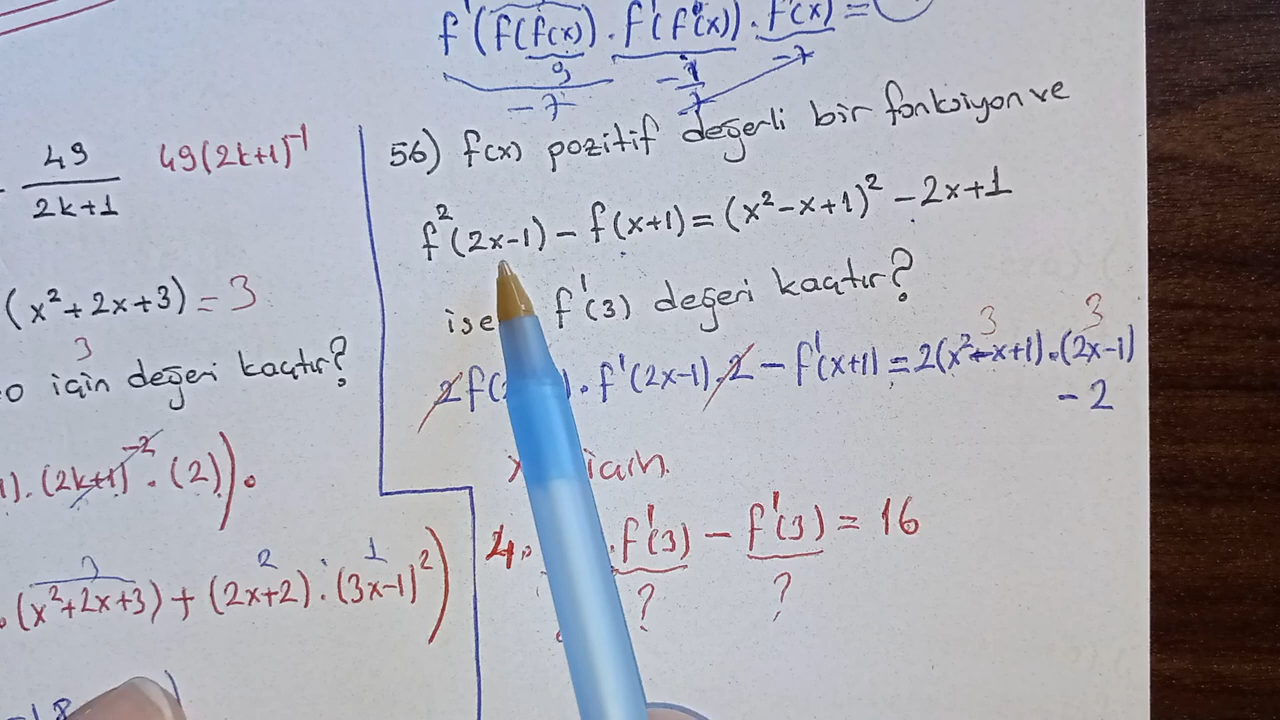 f'(f(f(x)) . f'(f(x)) . f'(x) =
9
-7
-1/7
-7
49/(2k+1) 49(2k+1)⁻¹
(x²+2x+3) = 3
3
için değeri kaçtır?
. (2k+1)⁻² . (2)).
3 2 1
.(x²+2x+3) + (2x+2) . (3x-1)²)
56) f(x) pozitif değerli bir fonksiyon ve
f²(2x-1) - f(x+1) = (x²-x+1)² - 2x+1
ise f'(3) değeri kaçtır?
3 3
2f( . f'(2x-1).2 - f'(x+1) = 2(x²-x+1).(2x-1)
-2
için
4. . f'(3) - f'(3) = 16
? ?